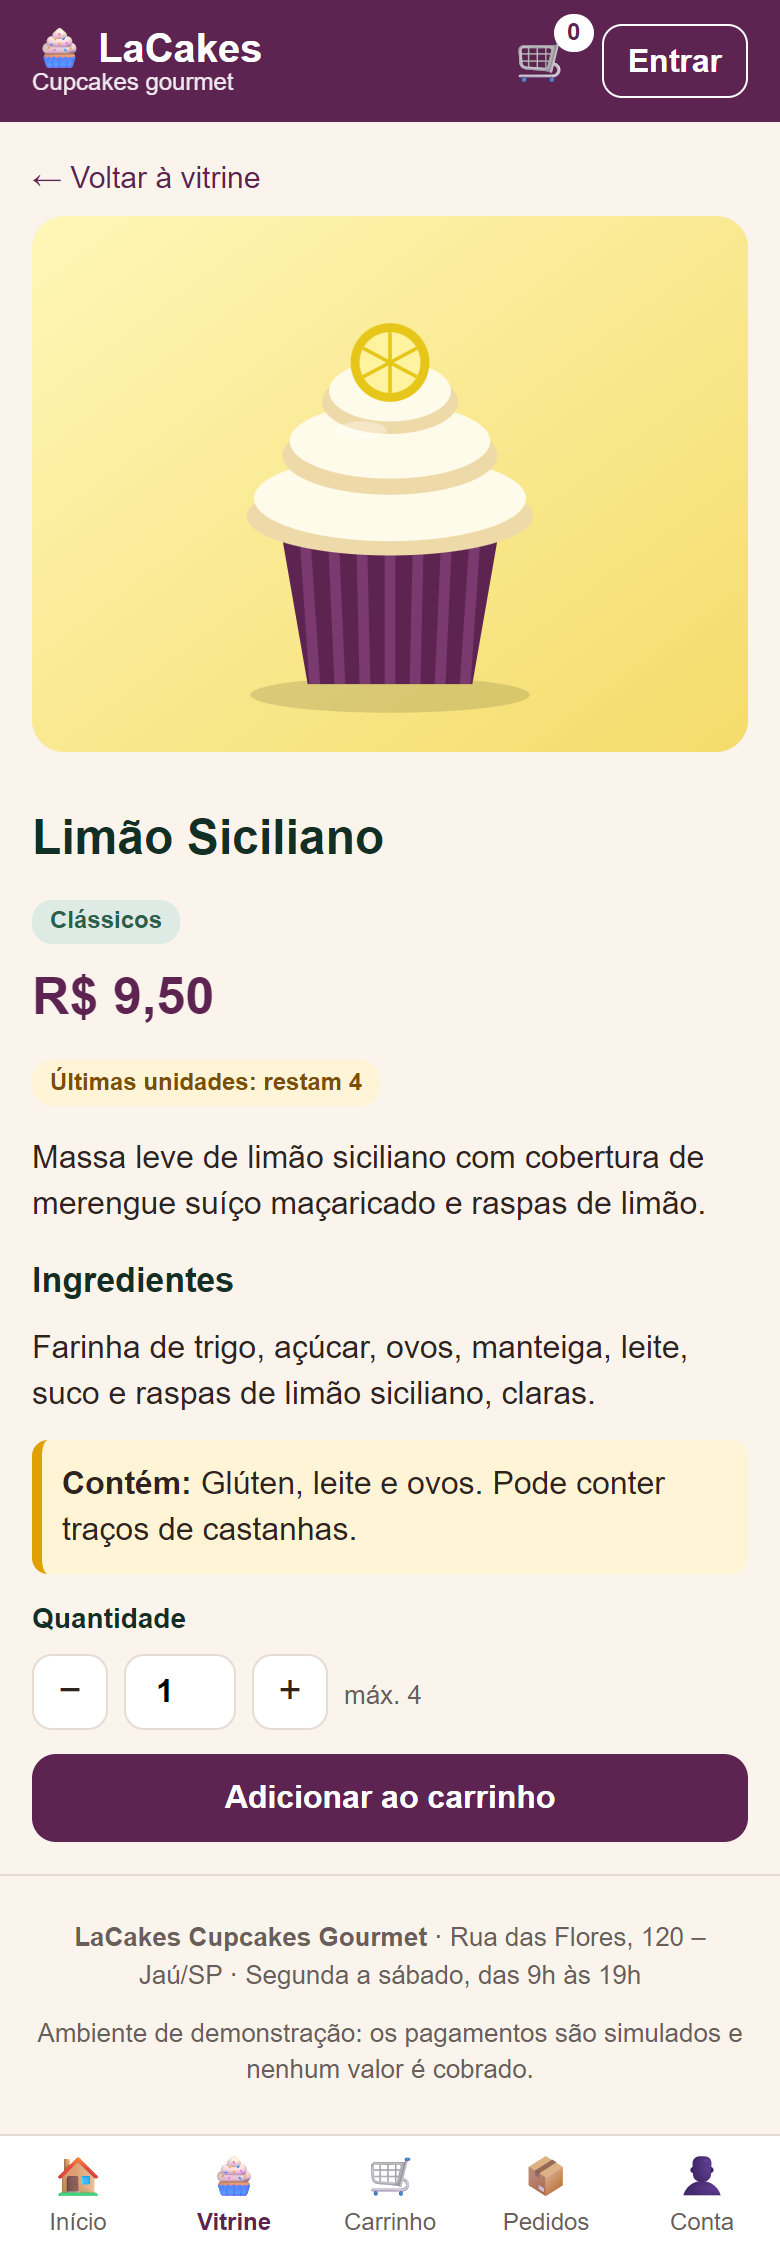 LaCakes
Cupcakes gourmet
0
Entrar
← Voltar à vitrine
Limão Siciliano
Clássicos
R$ 9,50
Últimas unidades: restam 4
Massa leve de limão siciliano com cobertura de
merengue suíço maçaricado e raspas de limão.
Ingredientes
Farinha de trigo, açúcar, ovos, manteiga, leite,
suco e raspas de limão siciliano, claras.
Contém: Glúten, leite e ovos. Pode conter
traços de castanhas.
Quantidade
− 1 + máx. 4
Adicionar ao carrinho
LaCakes Cupcakes Gourmet · Rua das Flores, 120 –
Jaú/SP · Segunda a sábado, das 9h às 19h
Ambiente de demonstração: os pagamentos são simulados e
nenhum valor é cobrado.
Início Vitrine Carrinho Pedidos Conta